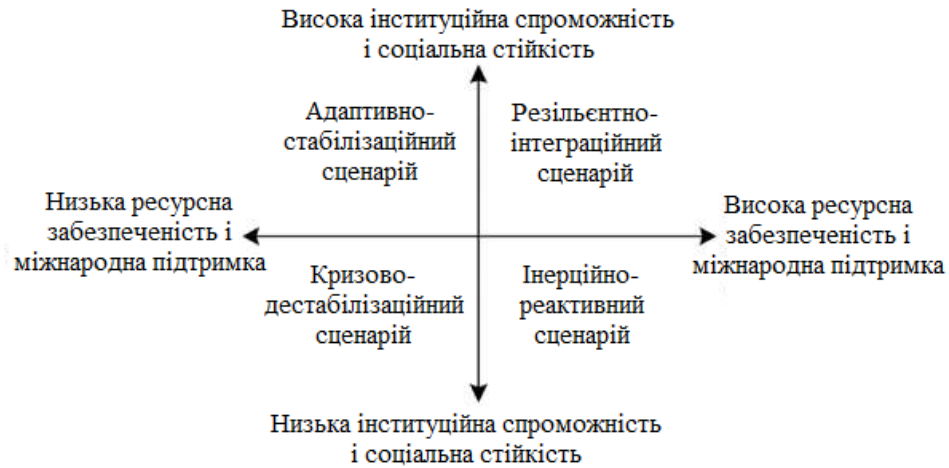 Висока інституційна спроможність
і соціальна стійкість
Адаптивно-
стабілізаційний
сценарій
Резільєнтно-
інтеграційний
сценарій
Низька ресурсна
забезпеченість і
міжнародна підтримка
Висока ресурсна
забезпеченість і
міжнародна підтримка
Кризово-
дестабілізаційний
сценарій
Інерційно-
реактивний
сценарій
Низька інституційна спроможність
і соціальна стійкість